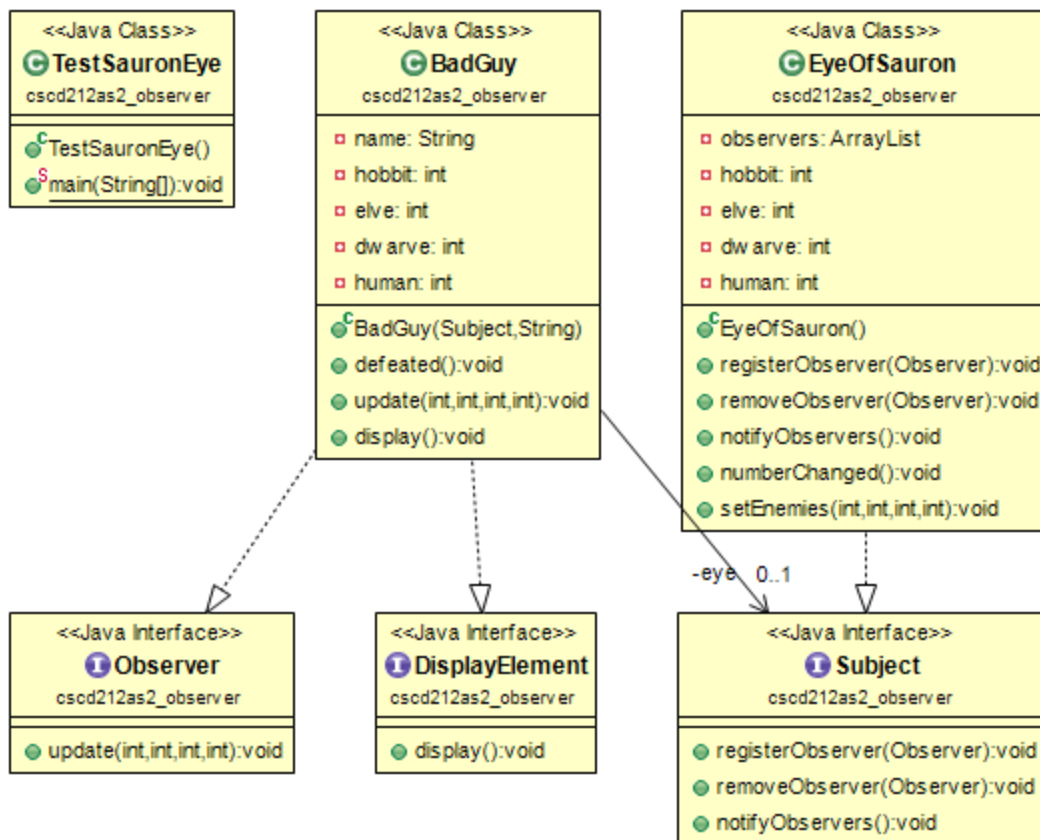 <<Java Class>>
TestSauronEye
cscd212as2_observer
TestSauronEye()
main(String[]):void
<<Java Class>>
BadGuy
cscd212as2_observer
name: String
hobbit: int
elve: int
dwarve: int
human: int
BadGuy(Subject,String)
defeated():void
update(int,int,int,int):void
display():void
<<Java Class>>
EyeOfSauron
cscd212as2_observer
observers: ArrayList
hobbit: int
elve: int
dwarve: int
human: int
EyeOfSauron()
registerObserver(Observer):void
removeObserver(Observer):void
notifyObservers():void
numberChanged():void
setEnemies(int,int,int,int):void
-eye 0..1
<<Java Interface>>
Observer
cscd212as2_observer
update(int,int,int,int):void
<<Java Interface>>
DisplayElement
cscd212as2_observer
display():void
<<Java Interface>>
Subject
cscd212as2_observer
registerObserver(Observer):void
removeObserver(Observer):void
notifyObservers():void